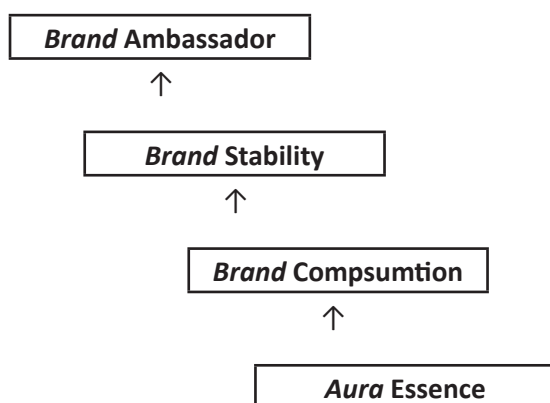 Brand Ambassador
↑
Brand Stability
↑
Brand Compsumtion
↑
Aura Essence